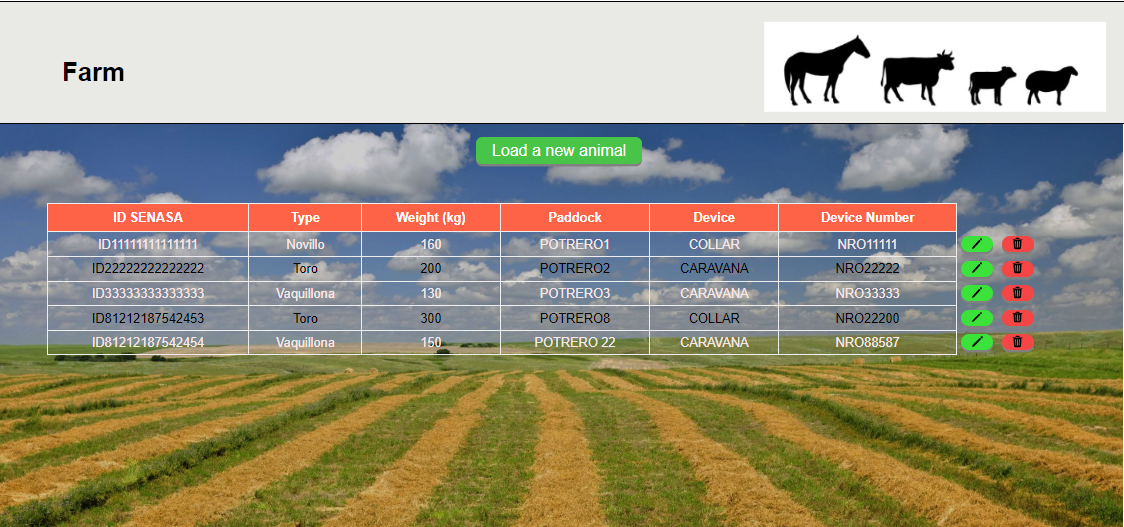 Farm
Load a new animal
ID SENASA Type Weight (kg) Paddock Device Device Number
ID11111111111111 Novillo 160 POTRERO1 COLLAR NRO11111
ID22222222222222 Toro 200 POTRERO2 CARAVANA NRO22222
ID33333333333333 Vaquillona 130 POTRERO3 CARAVANA NRO33333
ID81212187542453 Toro 300 POTRERO8 COLLAR NRO22200
ID81212187542454 Vaquillona 150 POTRERO 22 CARAVANA NRO88587